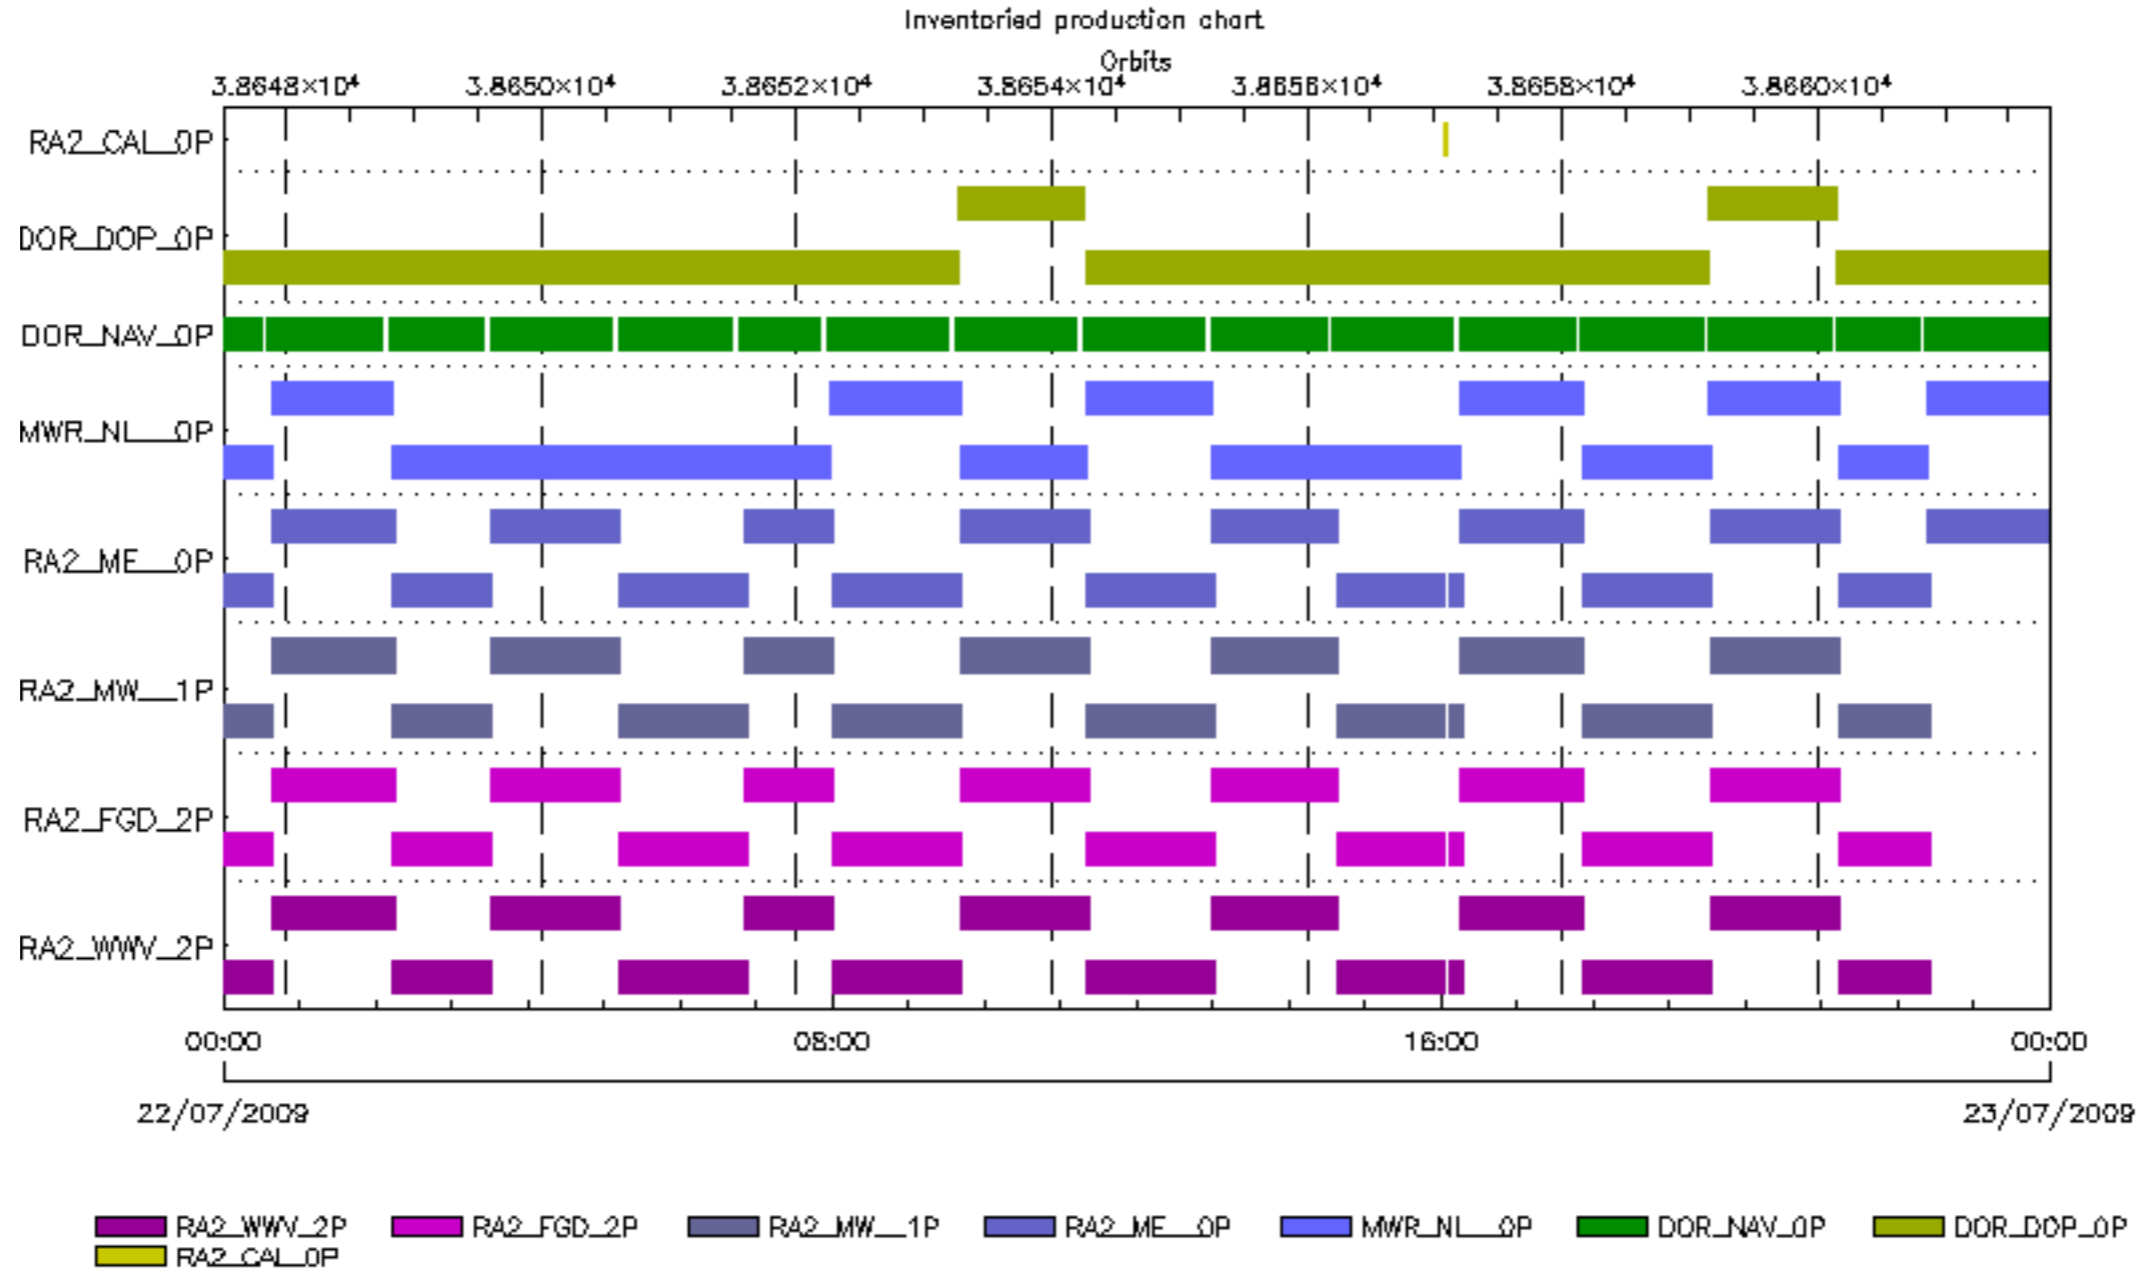 Inventoried production chart
Orbits
3.8648×10⁴ 3.8650×10⁴ 3.8652×10⁴ 3.8654×10⁴ 3.8656×10⁴ 3.8658×10⁴ 3.8660×10⁴
RA2_CAL_0P
DOR_DOP_0P
DOR_NAV_0P
MWR_NL__0P
RA2_ME__0P
RA2_MW__1P
RA2_FGD_2P
RA2_WWV_2P
00:00 08:00 16:00 00:00
22/07/2009 23/07/2009
RA2_WWV_2P RA2_FGD_2P RA2_MW__1P RA2_ME__0P MWR_NL__0P DOR_NAV_0P DOR_DOP_0P
RA2_CAL_0P